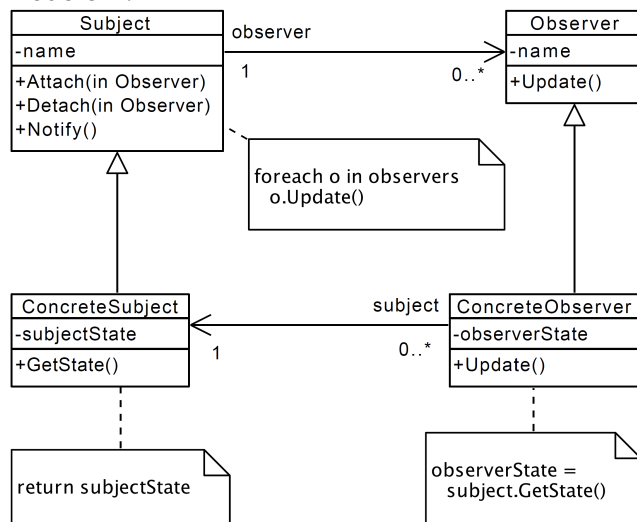 Subject
-name
+Attach(in Observer)
+Detach(in Observer)
+Notify()
observer
1
0..*
Observer
-name
+Update()
foreach o in observers
o.Update()
ConcreteSubject
-subjectState
+GetState()
subject
1
0..*
ConcreteObserver
-observerState
+Update()
return subjectState
observerState =
subject.GetState()